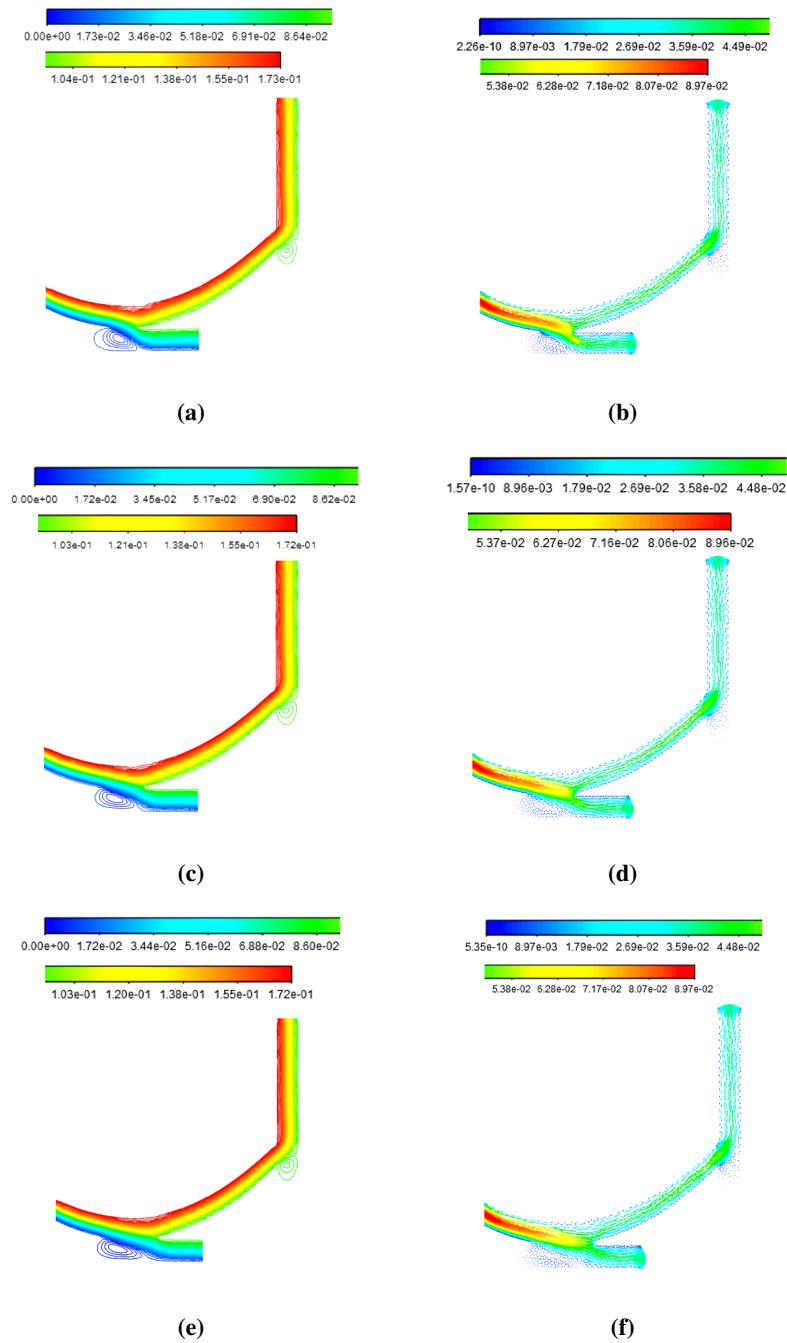 0.00e+00 1.73e-02 3.46e-02 5.18e-02 6.91e-02 8.64e-02
1.04e-01 1.21e-01 1.38e-01 1.55e-01 1.73e-01
2.26e-10 8.97e-03 1.79e-02 2.69e-02 3.59e-02 4.49e-02
5.38e-02 6.28e-02 7.18e-02 8.07e-02 8.97e-02
(a)
(b)
0.00e+00 1.72e-02 3.45e-02 5.17e-02 6.90e-02 8.62e-02
1.03e-01 1.21e-01 1.38e-01 1.55e-01 1.72e-01
1.57e-10 8.96e-03 1.79e-02 2.69e-02 3.58e-02 4.48e-02
5.37e-02 6.27e-02 7.16e-02 8.06e-02 8.96e-02
(c)
(d)
0.00e+00 1.72e-02 3.44e-02 5.16e-02 6.88e-02 8.60e-02
1.03e-01 1.20e-01 1.38e-01 1.55e-01 1.72e-01
5.35e-10 8.97e-03 1.79e-02 2.69e-02 3.59e-02 4.48e-02
5.38e-02 6.28e-02 7.17e-02 8.07e-02 8.97e-02
(e)
(f)